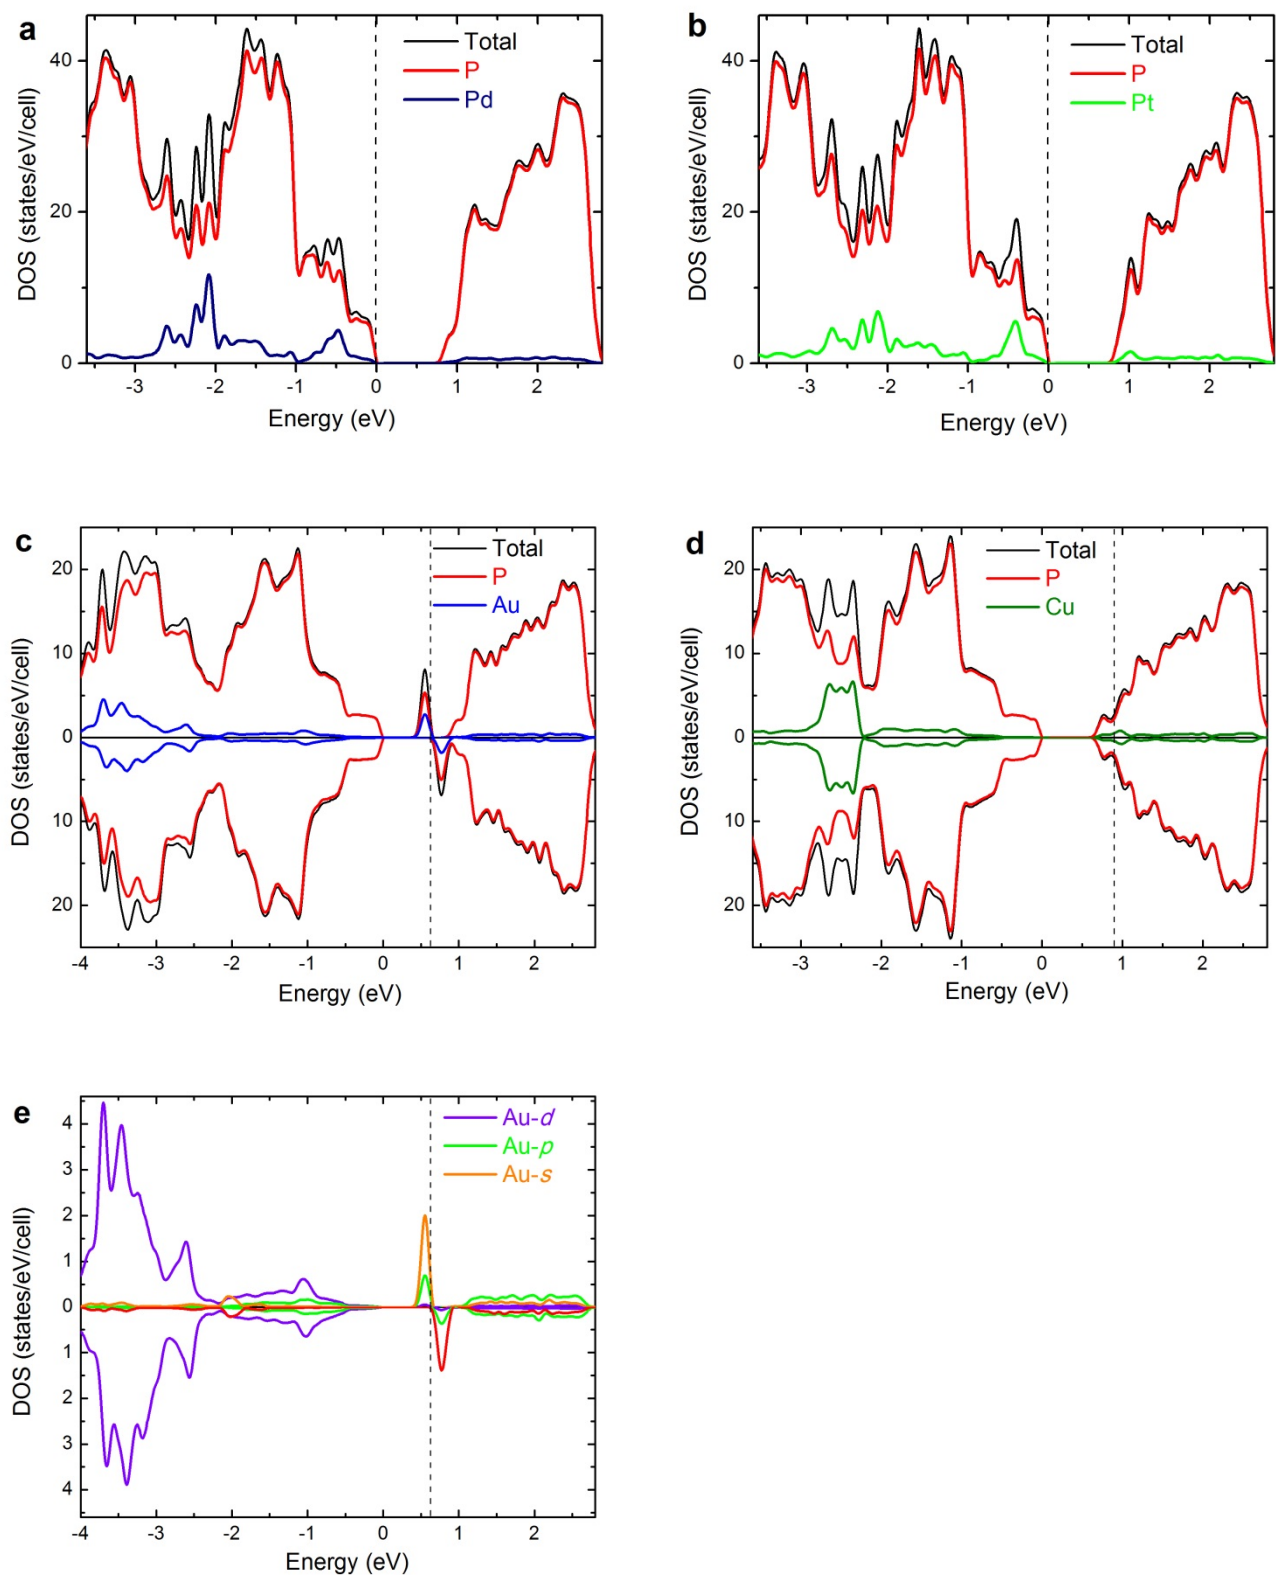 a
Total
P
Pd
DOS (states/eV/cell)
40
20
0
-3 -2 -1 0 1 2
Energy (eV)
b
Total
P
Pt
DOS (states/eV/cell)
40
20
0
-3 -2 -1 0 1 2
Energy (eV)
c
Total
P
Au
DOS (states/eV/cell)
20
10
0
10
20
-4 -3 -2 -1 0 1 2
Energy (eV)
d
Total
P
Cu
DOS (states/eV/cell)
20
10
0
10
20
-3 -2 -1 0 1 2
Energy (eV)
e
Au-d
Au-p
Au-s
DOS (states/eV/cell)
4
3
2
1
0
1
2
3
4
-4 -3 -2 -1 0 1 2
Energy (eV)